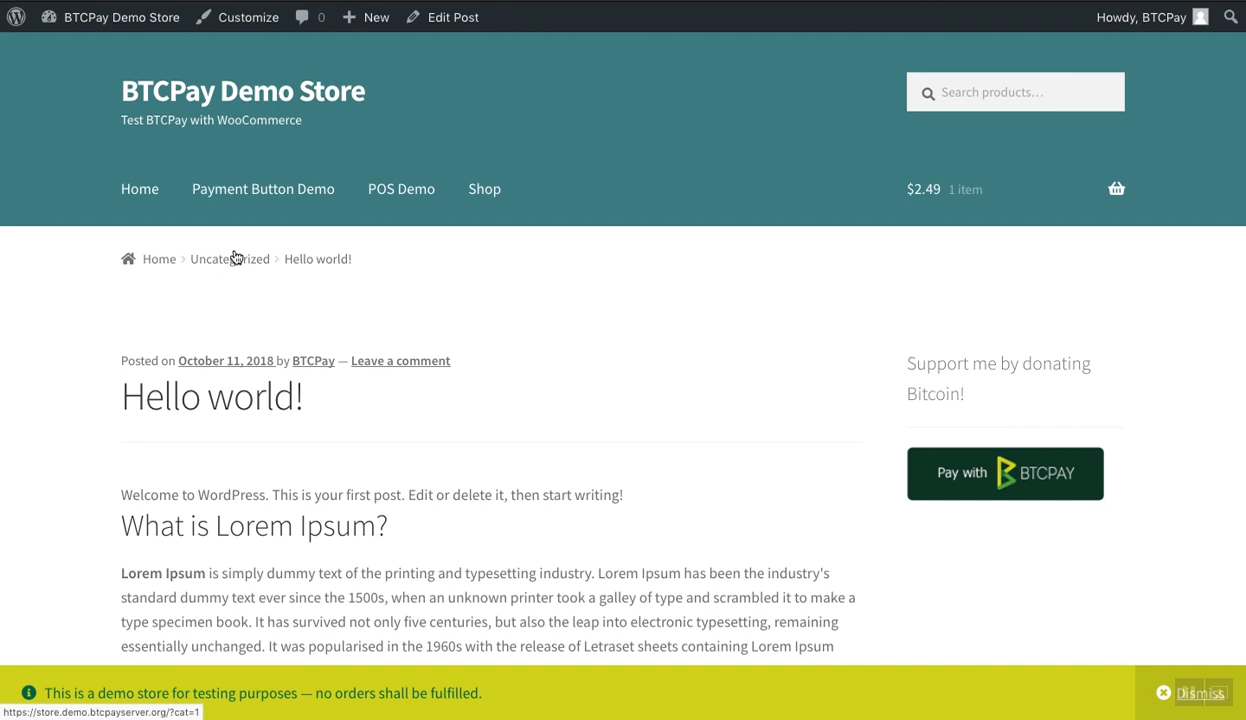 BTCPay Demo Store Customize 0 New Edit Post Howdy, BTCPay
BTCPay Demo Store
Test BTCPay with WooCommerce
Search products…
Home Payment Button Demo POS Demo Shop $2.49 1 item
Home Uncategorized Hello world!
Posted on October 11, 2018 by BTCPay — Leave a comment
Hello world!
Support me by donating
Bitcoin!
Pay with BTCPAY
Welcome to WordPress. This is your first post. Edit or delete it, then start writing!
What is Lorem Ipsum?
Lorem Ipsum is simply dummy text of the printing and typesetting industry. Lorem Ipsum has been the industry's
standard dummy text ever since the 1500s, when an unknown printer took a galley of type and scrambled it to make a
type specimen book. It has survived not only five centuries, but also the leap into electronic typesetting, remaining
essentially unchanged. It was popularised in the 1960s with the release of Letraset sheets containing Lorem Ipsum
This is a demo store for testing purposes — no orders shall be fulfilled. Dismiss
https://store.demo.btcpayserver.org/?cat=1